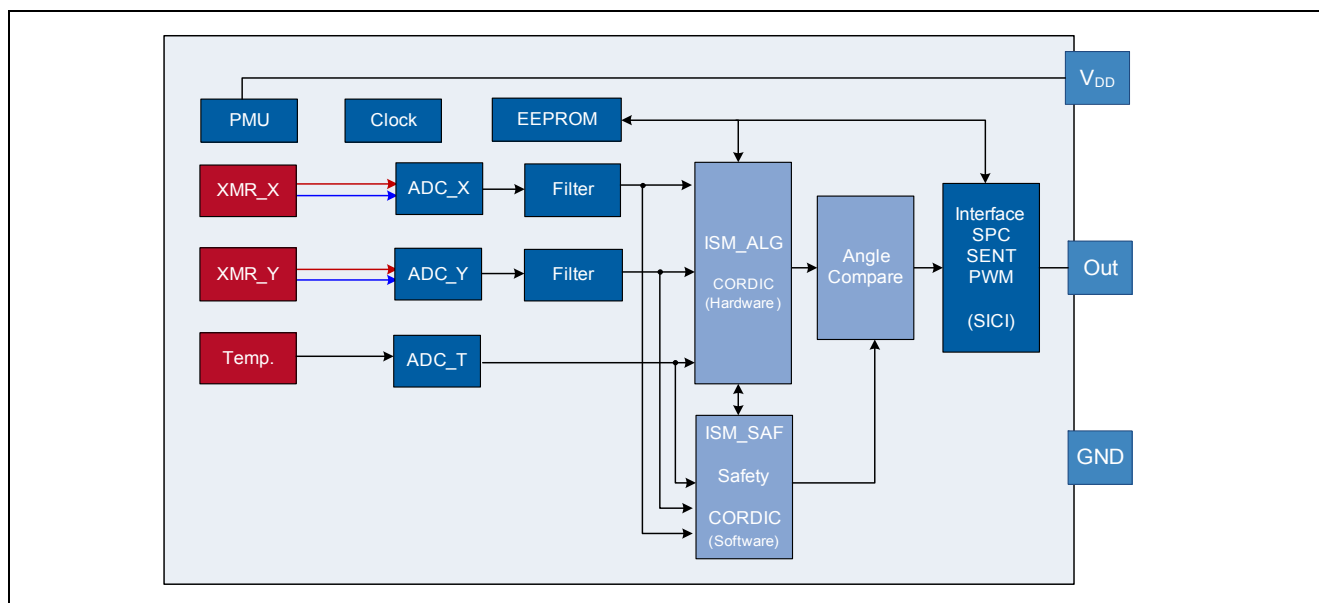 V_DD
PMU
Clock
EEPROM
XMR_X
ADC_X
Filter
XMR_Y
ADC_Y
Filter
Temp.
ADC_T
ISM_ALG
CORDIC
(Hardware)
ISM_SAF
Safety
CORDIC
(Software)
Angle
Compare
Interface
SPC
SENT
PWM
(SICI)
Out
GND